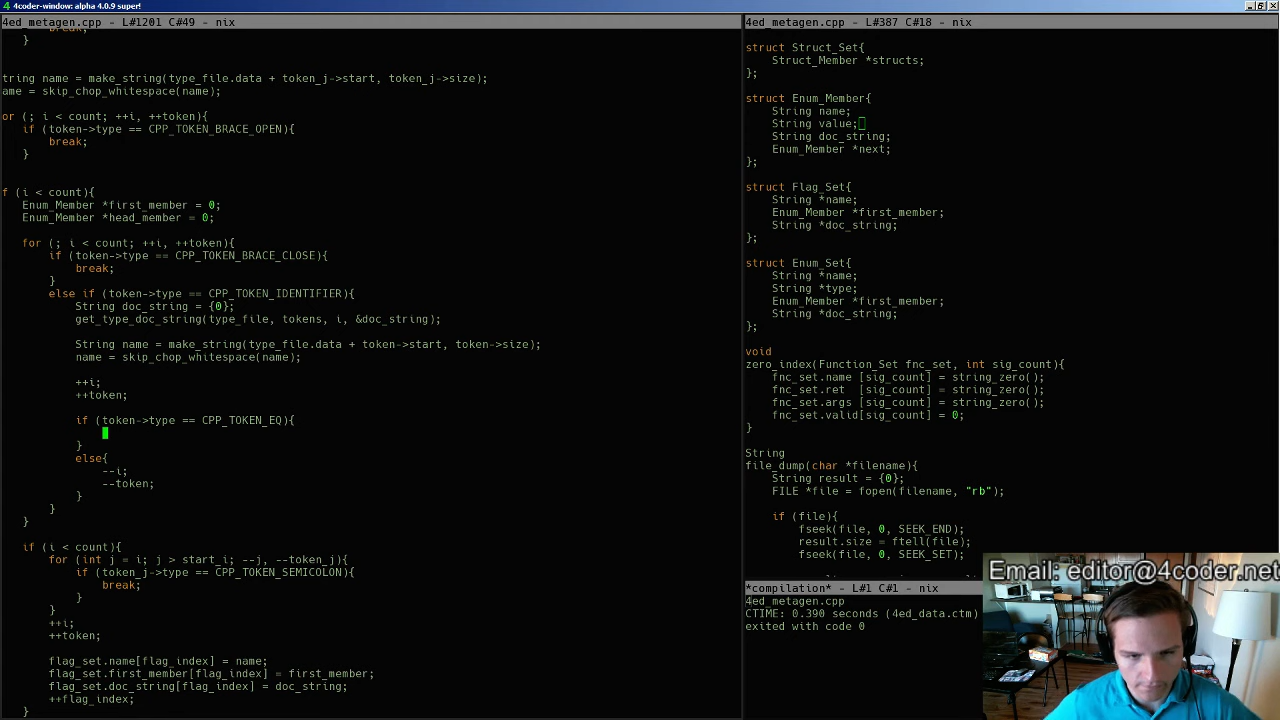 4coder-window: alpha 4.0.9 super!
4ed_metagen.cpp - L#1201 C#49 - nix
break;
}
tring name = make_string(type_file.data + token_j->start, token_j->size);
ame = skip_chop_whitespace(name);
or (; i < count; ++i, ++token){
if (token->type == CPP_TOKEN_BRACE_OPEN){
break;
}
f (i < count){
Enum_Member *first_member = 0;
Enum_Member *head_member = 0;
for (; i < count; ++i, ++token){
if (token->type == CPP_TOKEN_BRACE_CLOSE){
break;
}
else if (token->type == CPP_TOKEN_IDENTIFIER){
String doc_string = {0};
get_type_doc_string(type_file, tokens, i, &doc_string);
String name = make_string(type_file.data + token->start, token->size);
name = skip_chop_whitespace(name);
++i;
++token;
if (token->type == CPP_TOKEN_EQ){
}
else{
--i;
--token;
}
}
}
if (i < count){
for (int j = i; j > start_i; --j, --token_j){
if (token_j->type == CPP_TOKEN_SEMICOLON){
break;
}
}
++i;
++token;
flag_set.name[flag_index] = name;
flag_set.first_member[flag_index] = first_member;
flag_set.doc_string[flag_index] = doc_string;
++flag_index;
}
4ed_metagen.cpp - L#387 C#18 - nix
struct Struct_Set{
Struct_Member *structs;
};
struct Enum_Member{
String name;
String value;
String doc_string;
Enum_Member *next;
};
struct Flag_Set{
String *name;
Enum_Member *first_member;
String *doc_string;
};
struct Enum_Set{
String *name;
String *type;
Enum_Member *first_member;
String *doc_string;
};
void
zero_index(Function_Set fnc_set, int sig_count){
fnc_set.name [sig_count] = string_zero();
fnc_set.ret  [sig_count] = string_zero();
fnc_set.args [sig_count] = string_zero();
fnc_set.valid[sig_count] = 0;
}
String
file_dump(char *filename){
String result = {0};
FILE *file = fopen(filename, "rb");
if (file){
fseek(file, 0, SEEK_END);
result.size = ftell(file);
fseek(file, 0, SEEK_SET);
*compilation* - L#1 C#1 - nix
4ed_metagen.cpp
CTIME: 0.390 seconds (4ed_data.ctm)
exited with code 0
Email: editor@4coder.net